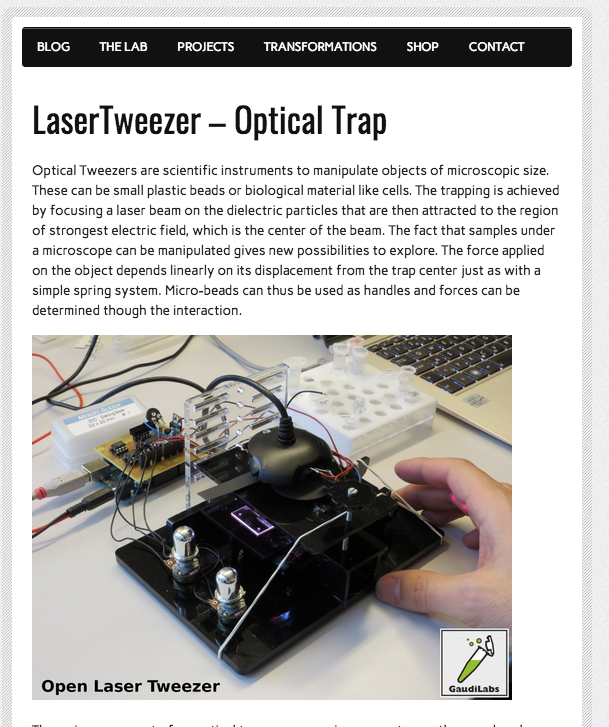 BLOG THE LAB PROJECTS TRANSFORMATIONS SHOP CONTACT
LaserTweezer – Optical Trap
Optical Tweezers are scientific instruments to manipulate objects of microscopic size.
These can be small plastic beads or biological material like cells. The trapping is achieved
by focusing a laser beam on the dielectric particles that are then attracted to the region
of strongest electric field, which is the center of the beam. The fact that samples under
a microscope can be manipulated gives new possibilities to explore. The force applied
on the object depends linearly on its displacement from the trap center just as with a
simple spring system. Micro-beads can thus be used as handles and forces can be
determined though the interaction.
Open Laser Tweezer
GaudiLabs